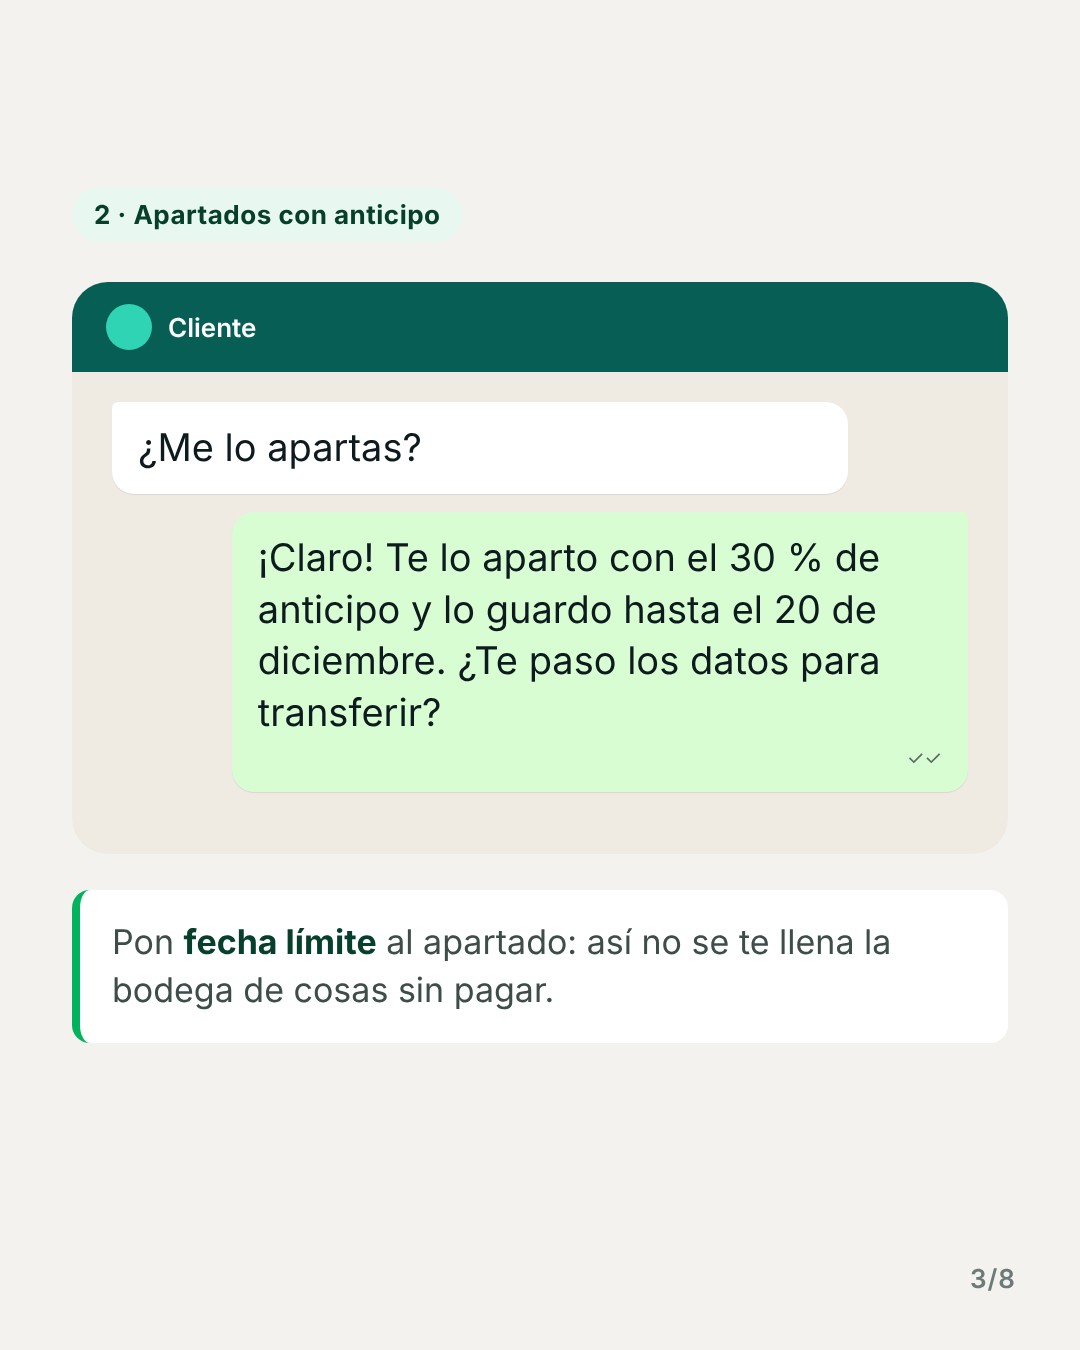 2 · Apartados con anticipo
Cliente
¿Me lo apartas?
¡Claro! Te lo aparto con el 30 % de
anticipo y lo guardo hasta el 20 de
diciembre. ¿Te paso los datos para
transferir?
Pon fecha límite al apartado: así no se te llena la
bodega de cosas sin pagar.
3/8